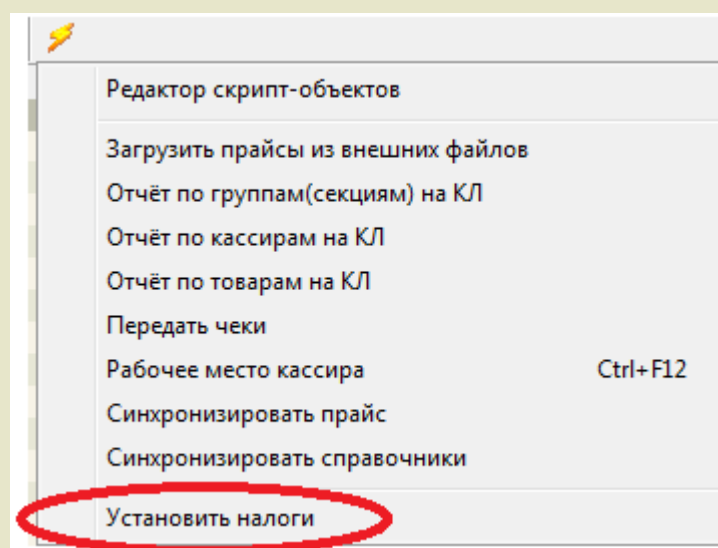 Редактор скрипт-объектов
Загрузить прайсы из внешних файлов
Отчёт по группам(секциям) на КЛ
Отчёт по кассирам на КЛ
Отчёт по товарам на КЛ
Передать чеки
Рабочее место кассира Ctrl+F12
Синхронизировать прайс
Синхронизировать справочники
Установить налоги